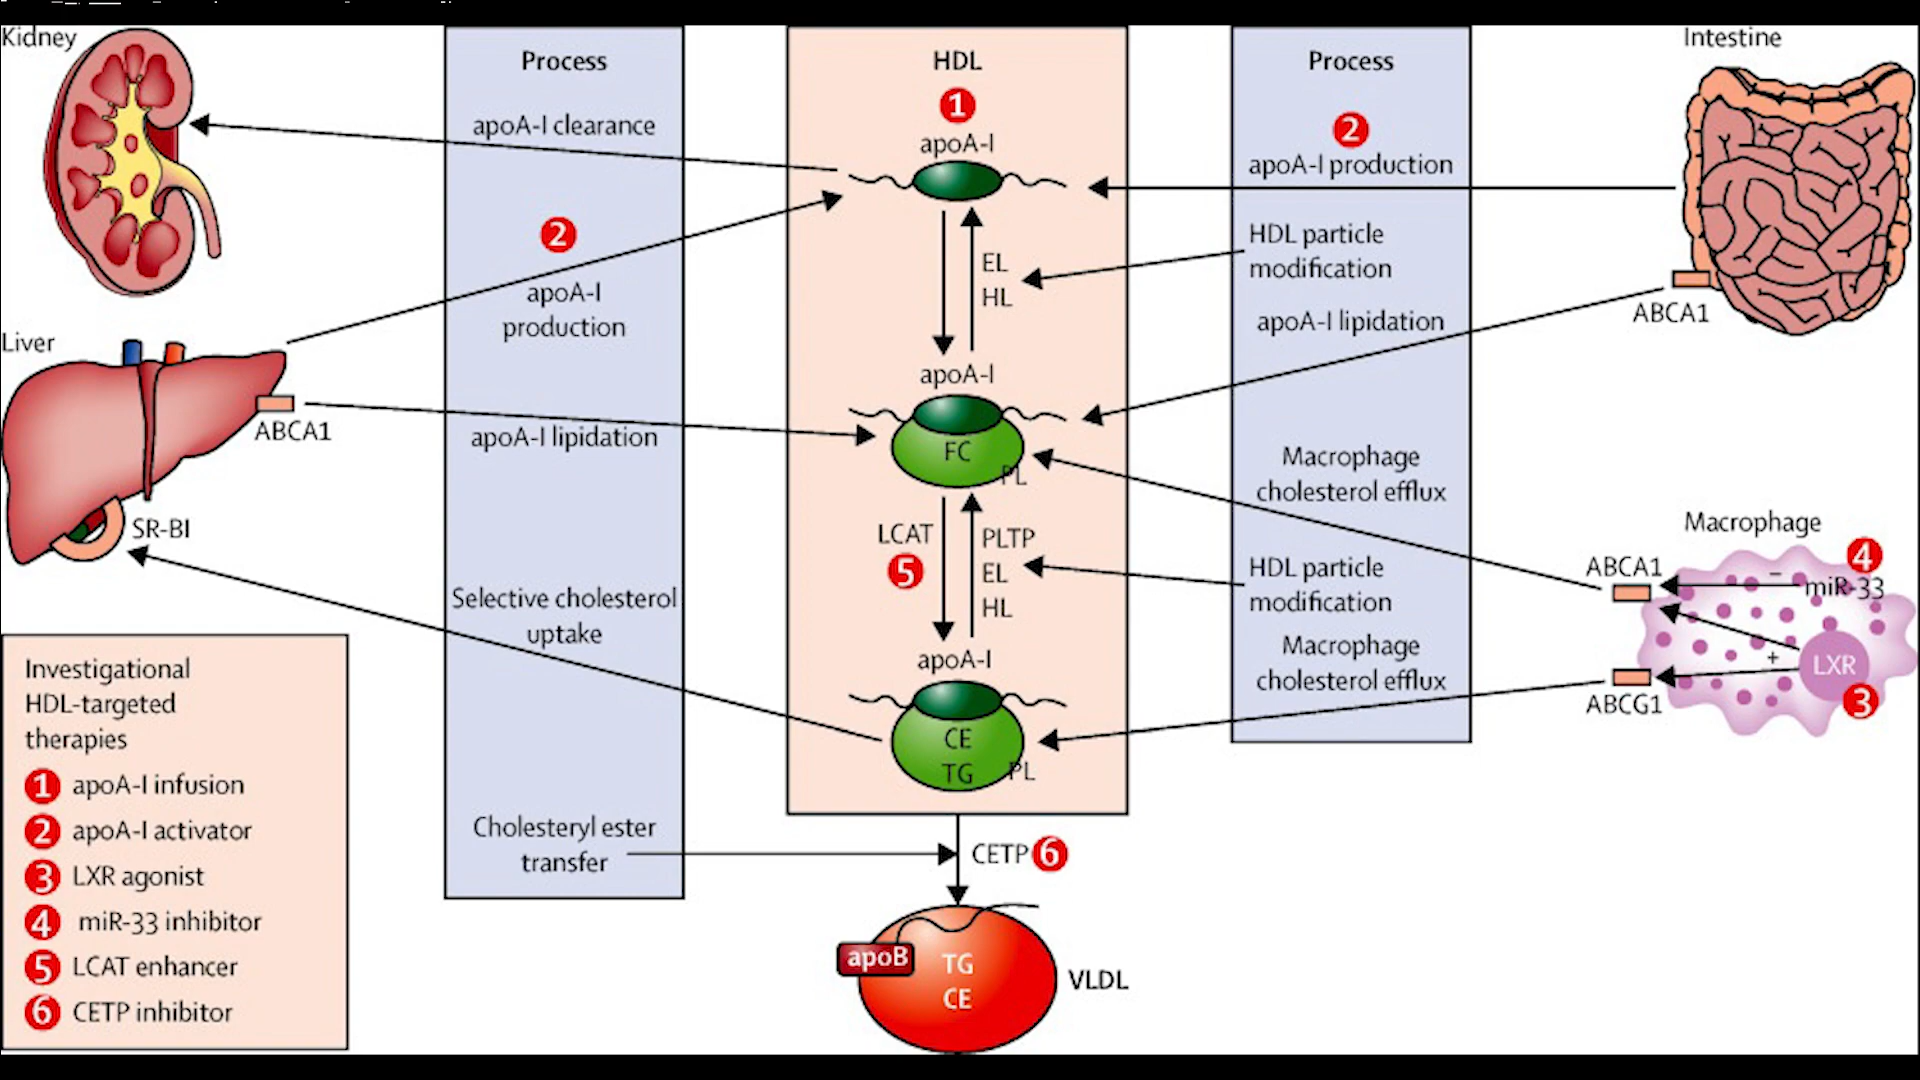 Kidney
Process
apoA-I clearance
2
apoA-I
production
apoA-I lipidation
Selective cholesterol
uptake
Cholesteryl ester
transfer
HDL
1
apoA-I
EL
HL
apoA-I
FC
PL
LCAT
5
PLTP
EL
HL
apoA-I
CE
TG
PL
CETP 6
apoB
TG
CE
VLDL
Process
2
apoA-I production
HDL particle
modification
apoA-I lipidation
Macrophage
cholesterol efflux
HDL particle
modification
Macrophage
cholesterol efflux
Intestine
ABCA1
Macrophage
4
ABCA1
–
miR-33
+
LXR
3
ABCG1
Liver
ABCA1
SR-BI
Investigational
HDL-targeted
therapies
1 apoA-I infusion
2 apoA-I activator
3 LXR agonist
4 miR-33 inhibitor
5 LCAT enhancer
6 CETP inhibitor